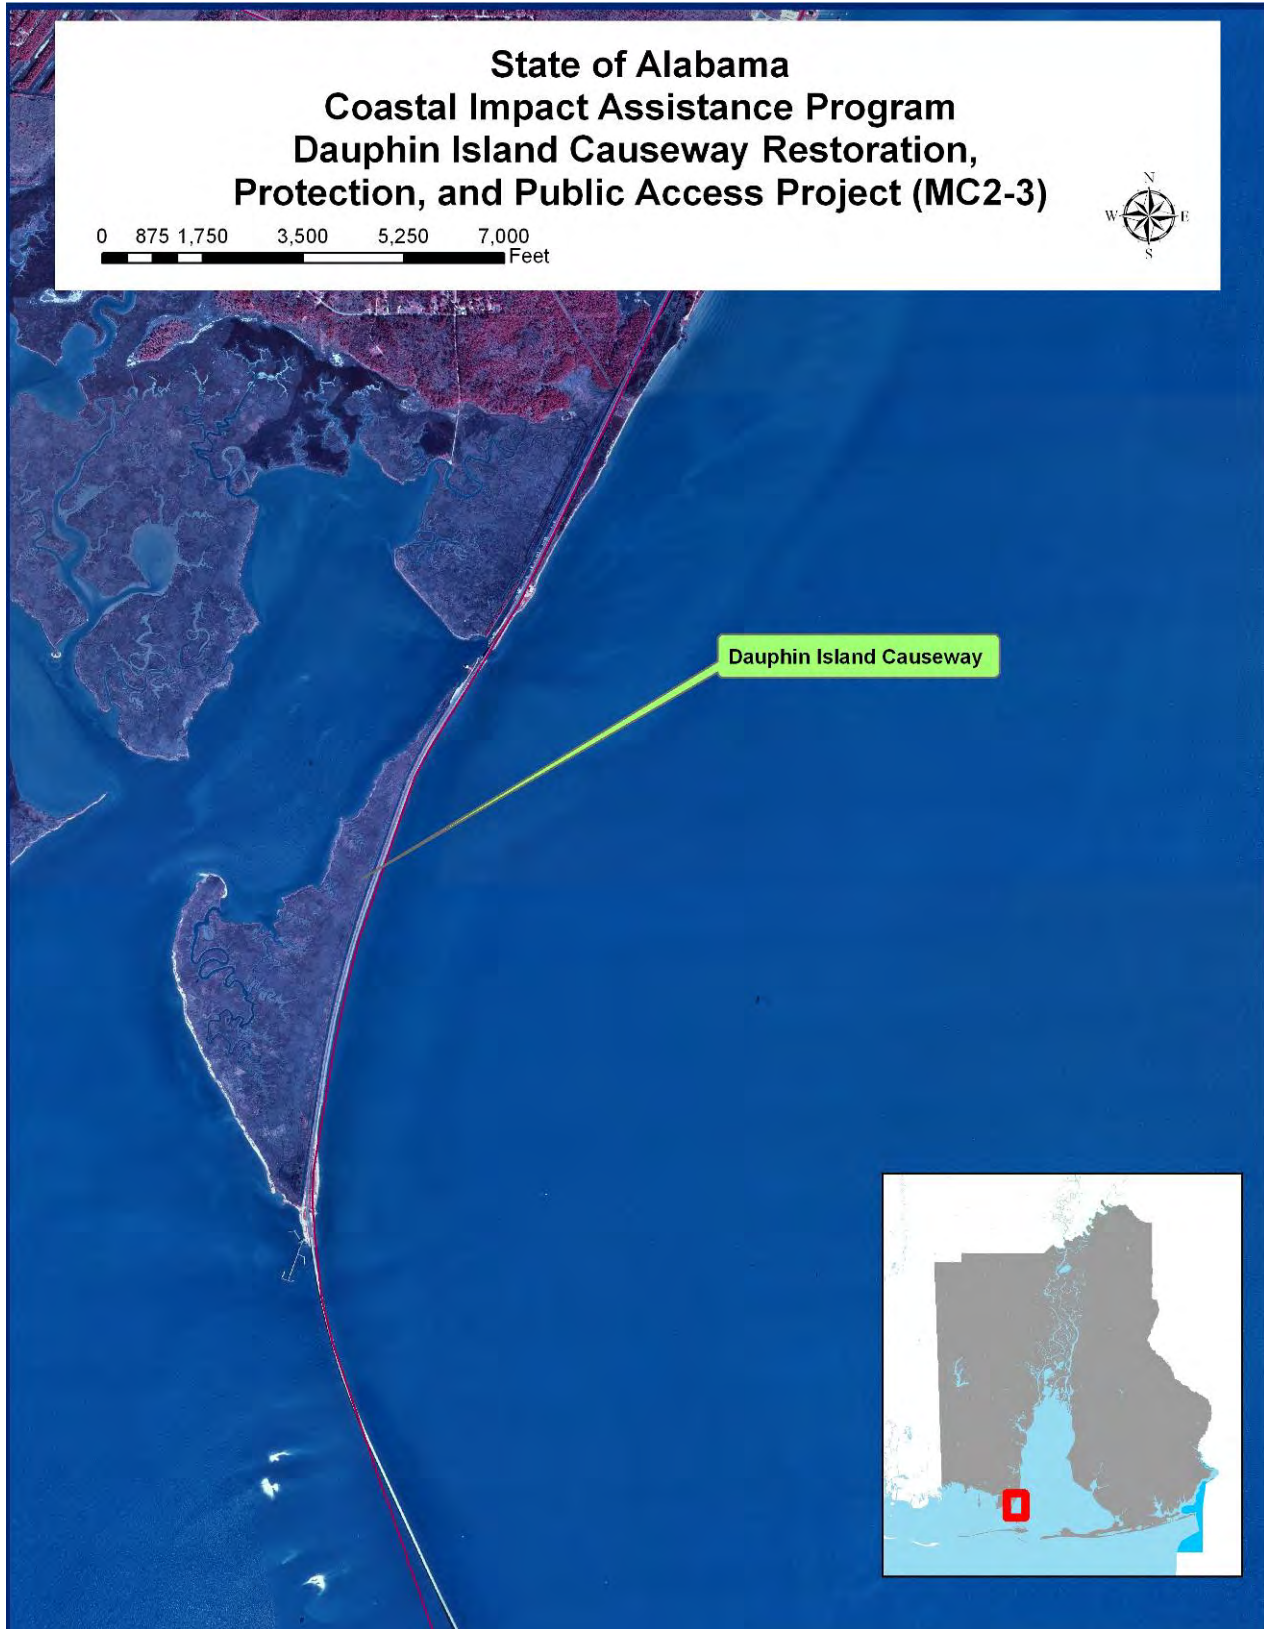 State of Alabama
Coastal Impact Assistance Program
Dauphin Island Causeway Restoration,
Protection, and Public Access Project (MC2-3)
N
W E
S
0 875 1,750 3,500 5,250 7,000
Feet
Dauphin Island Causeway